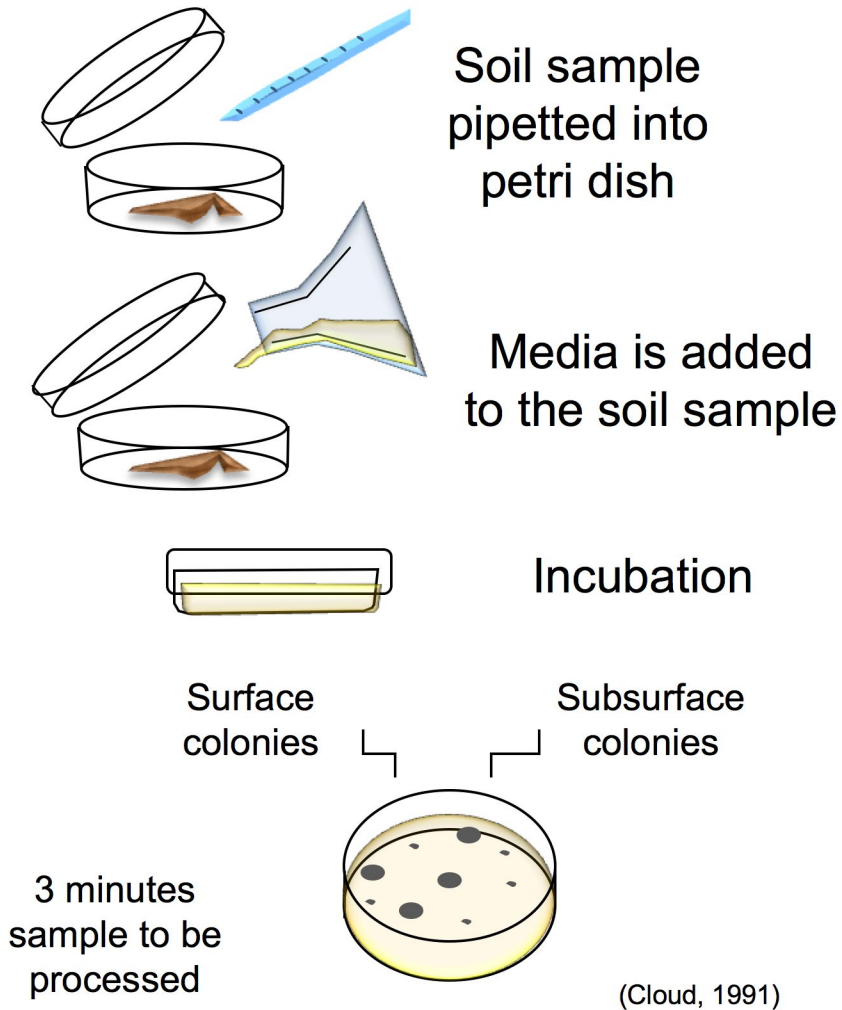 Soil sample
pipetted into
petri dish
Media is added
to the soil sample
Incubation
Surface
colonies
Subsurface
colonies
3 minutes
sample to be
processed
(Cloud, 1991)